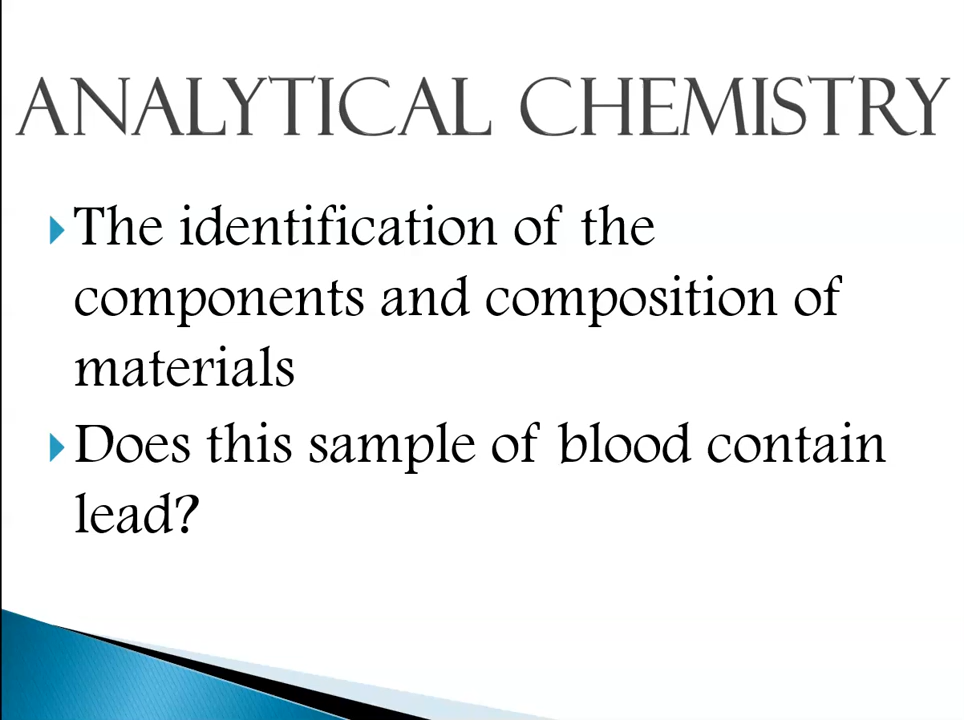 ANALYTICAL CHEMISTRY
The identification of the
components and composition of
materials
Does this sample of blood contain
lead?